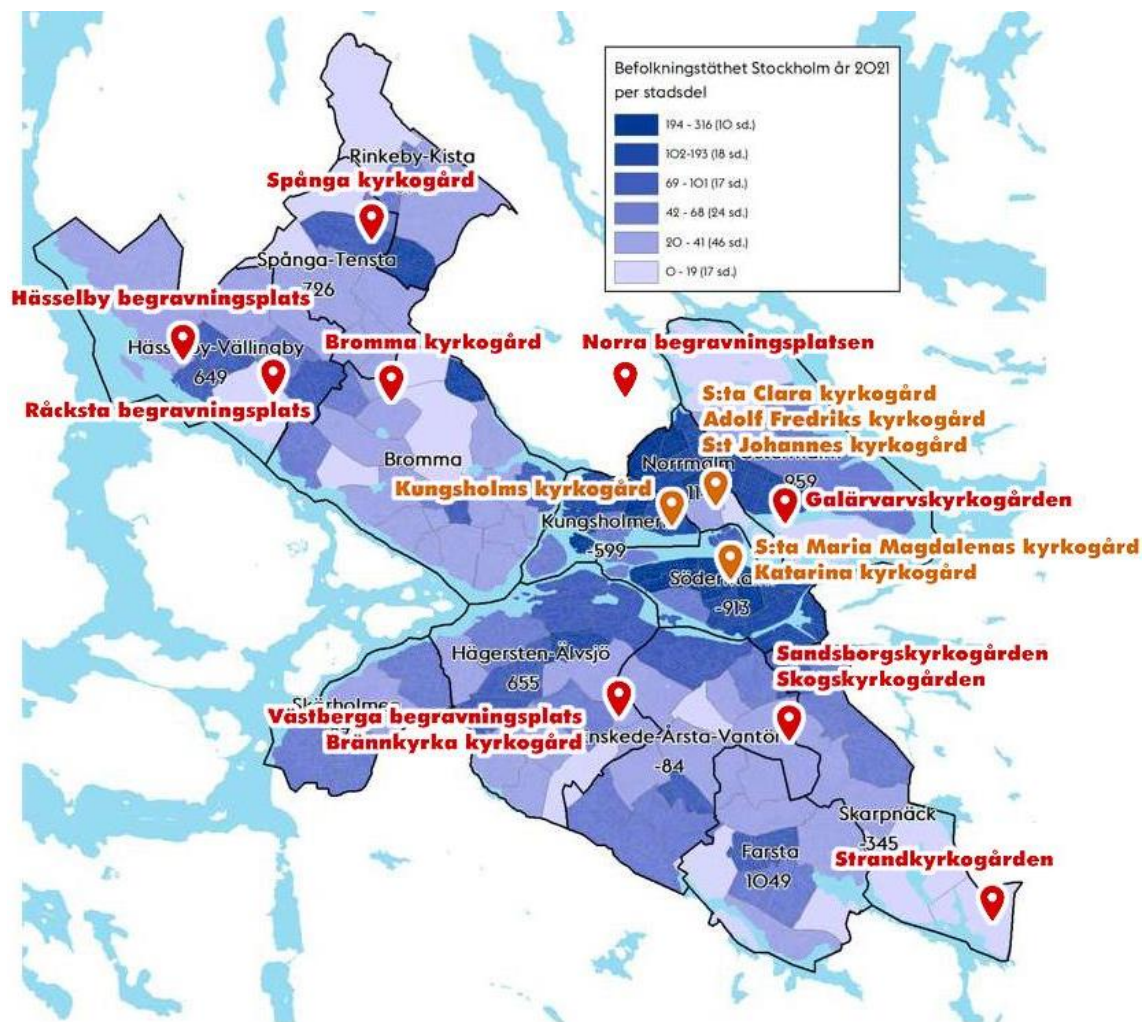 Befolkningstäthet Stockholm år 2021
per stadsdel
194 - 316 (10 sd.)
102-193 (18 sd.)
69 - 101 (17 sd.)
42 - 68 (24 sd.)
20 - 41 (46 sd.)
0 - 19 (17 sd.)
Rinkeby-Kista
Spånga kyrkogård
Spånga-Tensta
726
Hässelby begravningsplats
649
Råcksta begravningsplats
Bromma kyrkogård
Norra begravningsplatsen
S:ta Clara kyrkogård
Adolf Fredriks kyrkogård
S:t Johannes kyrkogård
Bromma
Norrmalm
959
Kungsholms kyrkogård
Galärvarvskyrkogården
Kungsholmen
-599
S:ta Maria Magdalenas kyrkogård
Katarina kyrkogård
-913
Hägersten-Älvsjö
655
Sandsborgskyrkogården
Skogskyrkogården
Västberga begravningsplats
Brännkyrka kyrkogård
-84
Skarpnäck
-345
Farsta
1049
Strandkyrkogården